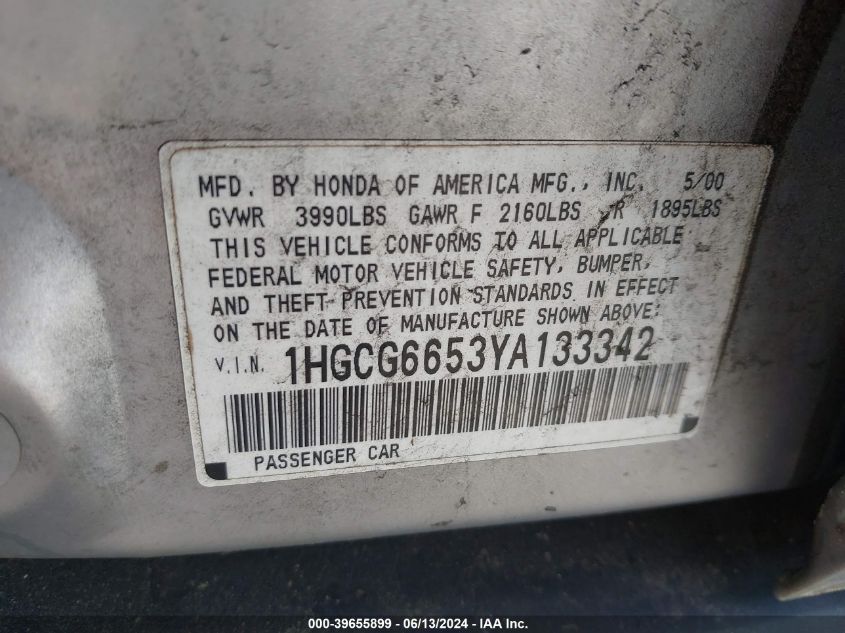 MFD. BY HONDA OF AMERICA MFG., INC. 5/00
GVWR 3990LBS GAWR F 2160LBS R 1895LBS
THIS VEHICLE CONFORMS TO ALL APPLICABLE
FEDERAL MOTOR VEHICLE SAFETY, BUMPER,
AND THEFT PREVENTION STANDARDS IN EFFECT
ON THE DATE OF MANUFACTURE SHOWN ABOVE:
V.I.N. 1HGCG6653YA133342
PASSENGER CAR
000-39655899 - 06/13/2024 - IAA Inc.